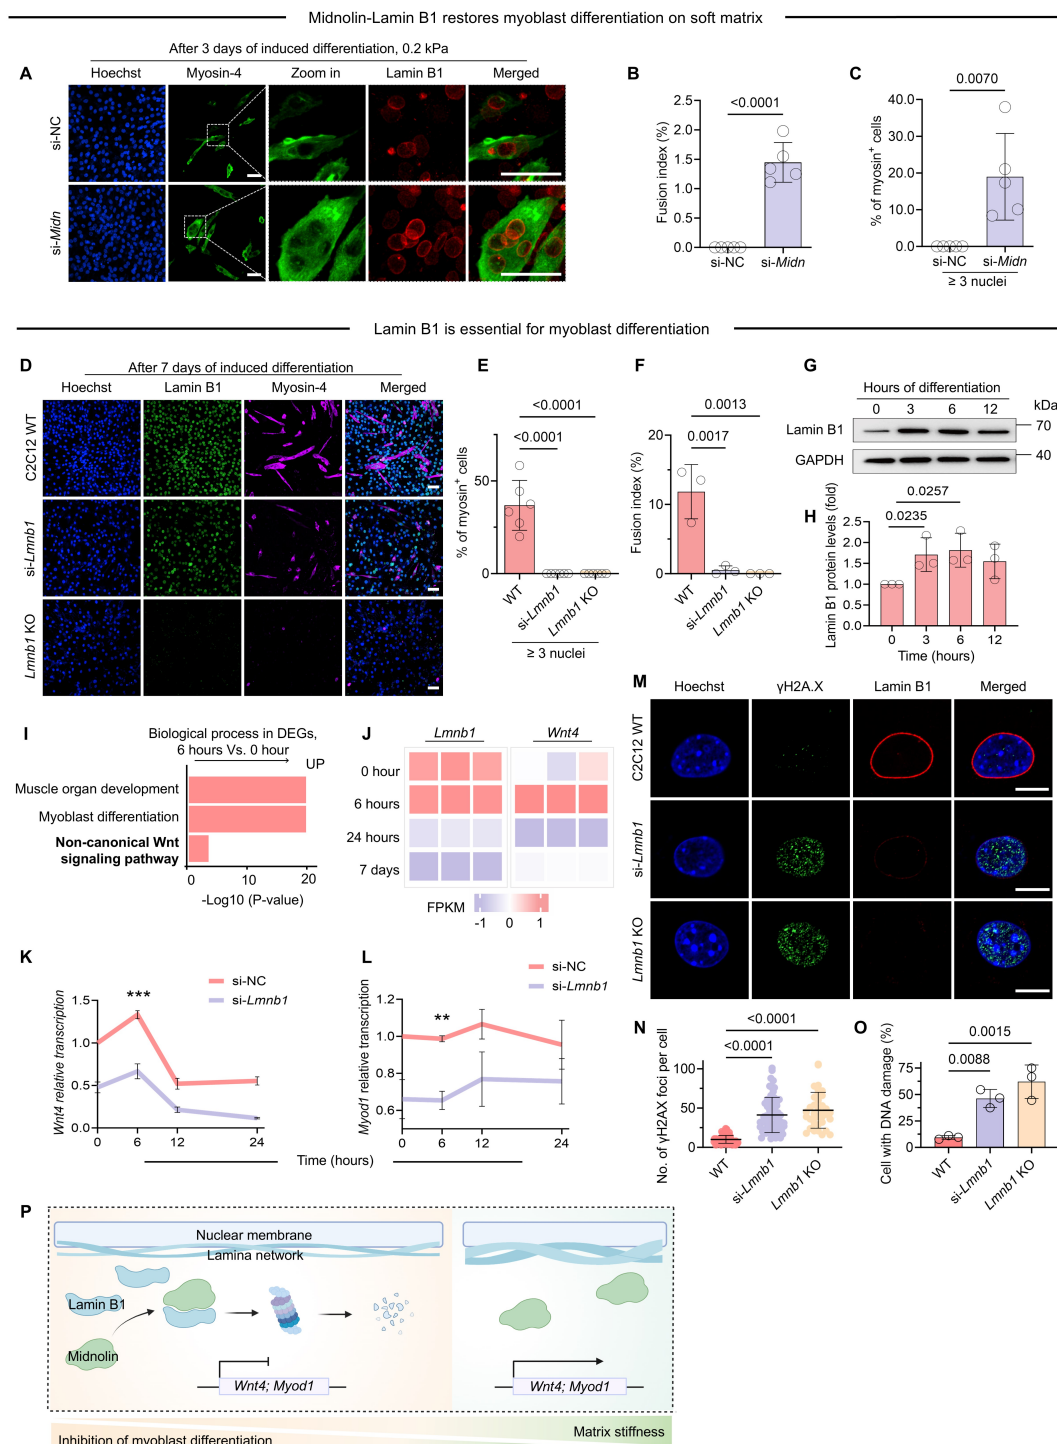 Midnolin-Lamin B1 restores myoblast differentiation on soft matrix
After 3 days of induced differentiation, 0.2 kPa
A
Hoechst Myosin-4 Zoom in Lamin B1 Merged
si-NC
si-Midn
B
Fusion index (%)
<0.0001
2.5
2.0
1.5
1.0
0.5
0.0
si-NC si-Midn
C
% of myosin+ cells
0.0070
40.0
30.0
20.0
10.0
0.0
si-NC si-Midn
≥ 3 nuclei
Lamin B1 is essential for myoblast differentiation
D
After 7 days of induced differentiation
Hoechst Lamin B1 Myosin-4 Merged
C2C12 WT
si-Lmnb1
Lmnb1 KO
E
% of myosin+ cells
<0.0001
<0.0001
50
0
WT
si-Lmnb1
Lmnb1 KO
≥ 3 nuclei
F
Fusion index (%)
0.0013
0.0017
20
10
0
WT
si-Lmnb1
Lmnb1 KO
G
Hours of differentiation
0 3 6 12 kDa
Lamin B1 70
GAPDH 40
H
Lamin B1 protein levels (fold)
0.0257
0.0235
2.5
2.0
1.5
1.0
0.5
0.0
0 3 6 12
Time (hours)
I
Biological process in DEGs,
6 hours Vs. 0 hour
UP
Muscle organ development
Myoblast differentiation
Non-canonical Wnt
signaling pathway
0 10 20
-Log10 (P-value)
J
Lmnb1 Wnt4
0 hour
6 hours
24 hours
7 days
FPKM
-1 0 1
K
si-NC
si-Lmnb1
Wnt4 relative transcription
***
1.5
1.0
0.5
0.0
0 6 12 24
L
si-NC
si-Lmnb1
Myod1 relative transcription
**
1.2
1.0
0.8
0.6
0 6 12 24
Time (hours)
M
Hoechst γH2A.X Lamin B1 Merged
C2C12 WT
si-Lmnb1
Lmnb1 KO
N
No. of γH2AX foci per cell
<0.0001
<0.0001
100
50
0
WT
si-Lmnb1
Lmnb1 KO
O
Cell with DNA damage (%)
0.0015
0.0088
75
50
25
0
WT
si-Lmnb1
Lmnb1 KO
P
Nuclear membrane
Lamina network
Lamin B1
Midnolin
Wnt4; Myod1
Wnt4; Myod1
Matrix stiffness
Inhibition of myoblast differentiation